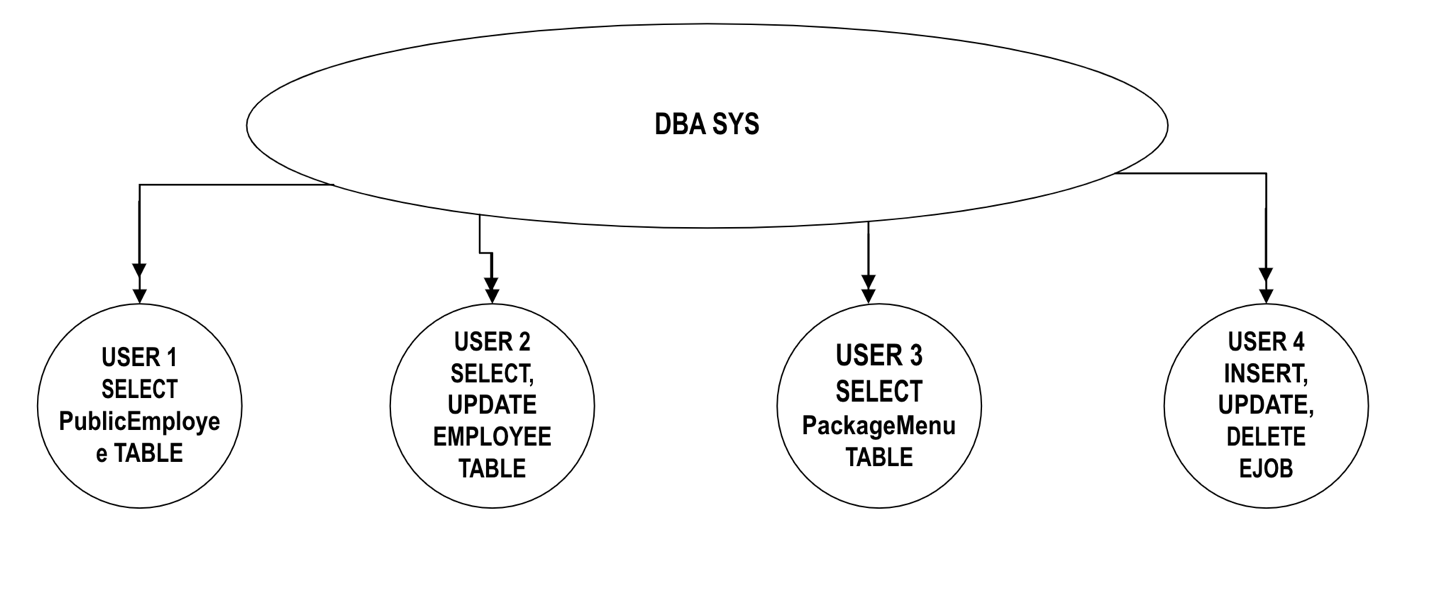 DBA SYS
USER 1
SELECT
PublicEmploye
e TABLE
USER 2
SELECT,
UPDATE
EMPLOYEE
TABLE
USER 3
SELECT
PackageMenu
TABLE
USER 4
INSERT,
UPDATE,
DELETE
EJOB